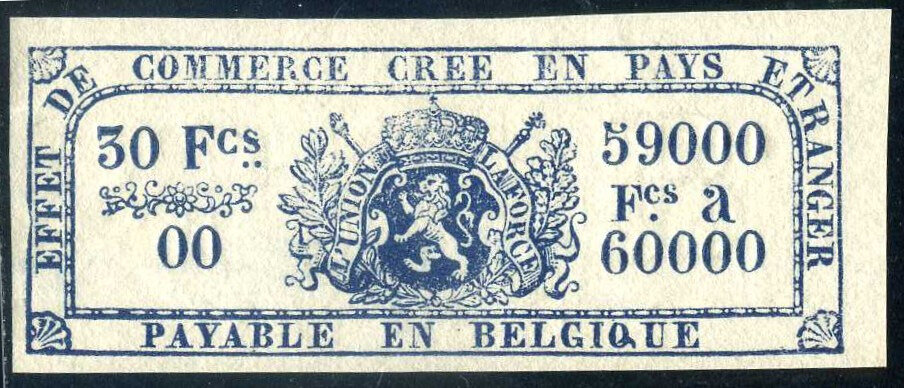 EFFET DE COMMERCE CREE EN PAYS ETRANGER
30 Fcs
00
L'UNION
LA FORCE
59000
Fcs a
60000
PAYABLE EN BELGIQUE